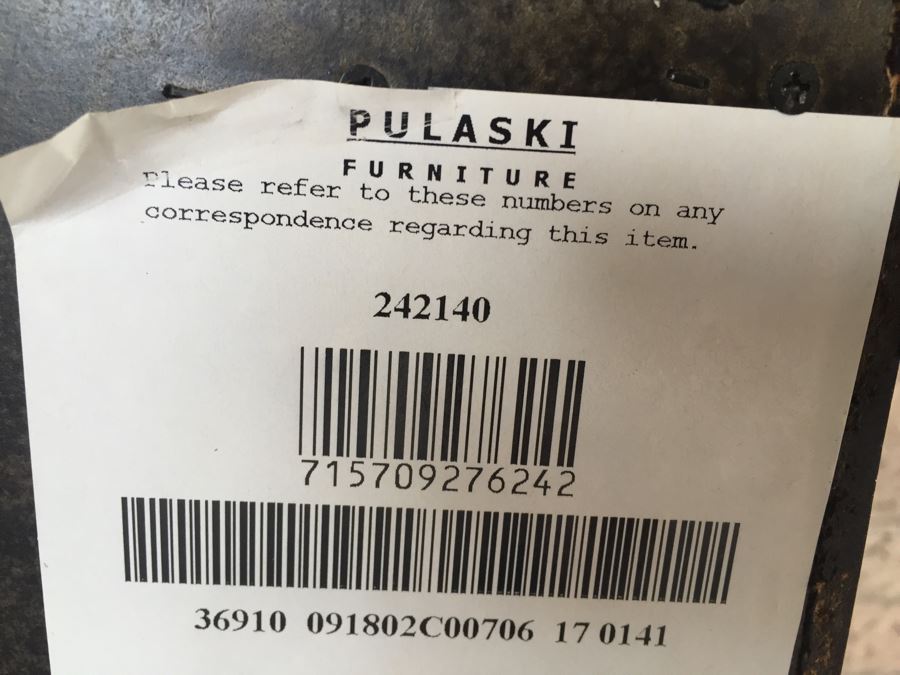 PULASKI
FURNITURE
Please refer to these numbers on any
correspondence regarding this item.
242140
715709276242
36910 091802C00706 17 0141